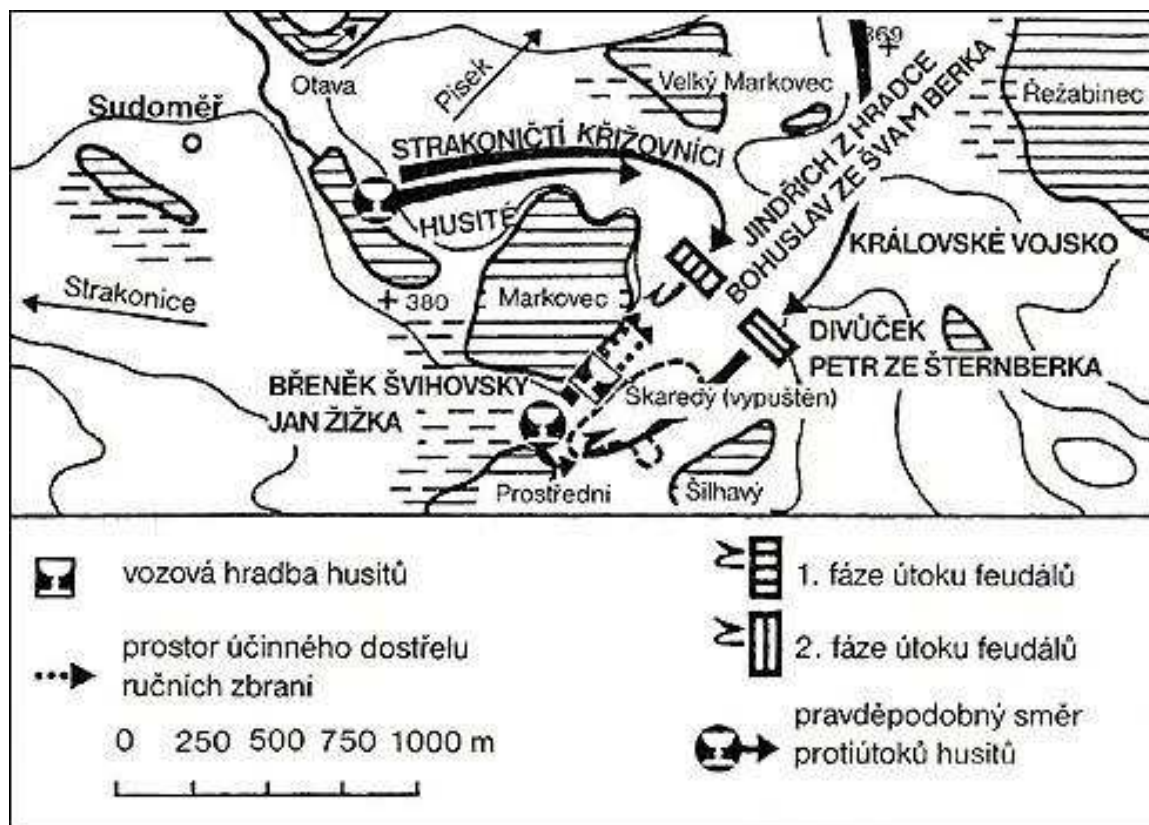 869
Otava
Písek
Velký Markovec
Řežabinec
Sudoměř
STRAKONIČTÍ KŘIŽOVNÍCI
JINDŘICH Z HRADCE
BOHUSLAV ZE ŠVAMBERKA
HUSITÉ
KRÁLOVSKÉ VOJSKO
Strakonice
380
Markovec
DIVŮČEK
PETR ZE ŠTERNBERKA
BŘENĚK ŠVIHOVSKÝ
JAN ŽIŽKA
Škaredý (vypuštěn)
Prostřední
Šilhavý
vozová hradba husitů
prostor účinného dostřelu
ručních zbraní
0 250 500 750 1000 m
1. fáze útoku feudálů
2. fáze útoku feudálů
pravděpodobný směr
protiútoků husitů